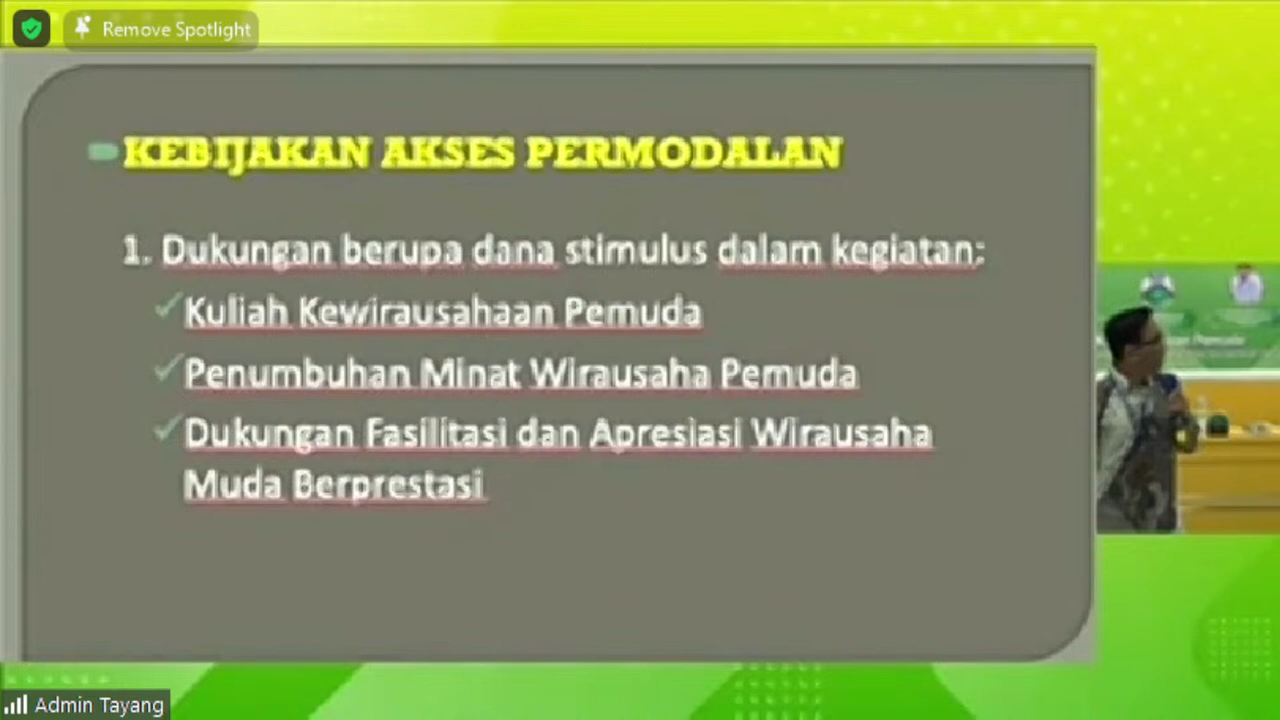 Remove Spotlight
KEBIJAKAN AKSES PERMODALAN
1. Dukungan berupa dana stimulus dalam kegiatan:
Kuliah Kewirausahaan Pemuda
Penumbuhan Minat Wirausaha Pemuda
Dukungan Fasilitasi dan Apresiasi Wirausaha
Muda Berprestasi
Admin Tayang